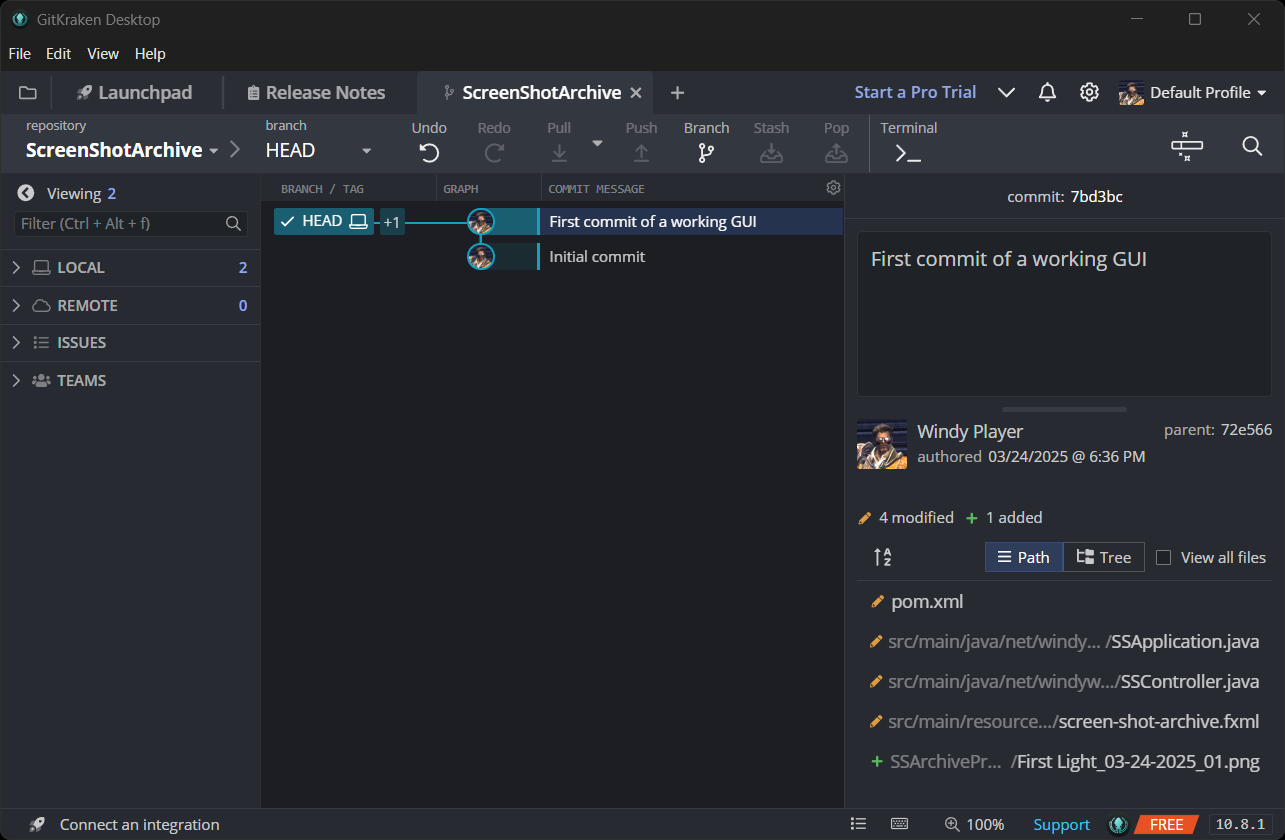 GitKraken Desktop
File Edit View Help
Launchpad Release Notes ScreenShotArchive Start a Pro Trial Default Profile
repository branch Undo Redo Pull Push Branch Stash Pop Terminal
ScreenShotArchive HEAD
Viewing 2
Filter (Ctrl + Alt + f)
LOCAL 2
REMOTE 0
ISSUES
TEAMS
BRANCH / TAG GRAPH COMMIT MESSAGE
HEAD +1 First commit of a working GUI
Initial commit
commit: 7bd3bc
First commit of a working GUI
Windy Player parent: 72e566
authored 03/24/2025 @ 6:36 PM
4 modified + 1 added
A Z Path Tree View all files
pom.xml
src/main/java/net/windy... /SSApplication.java
src/main/java/net/windyw.../SSController.java
src/main/resource.../screen-shot-archive.fxml
+ SSArchivePr... /First Light_03-24-2025_01.png
Connect an integration 100% Support FREE 10.8.1